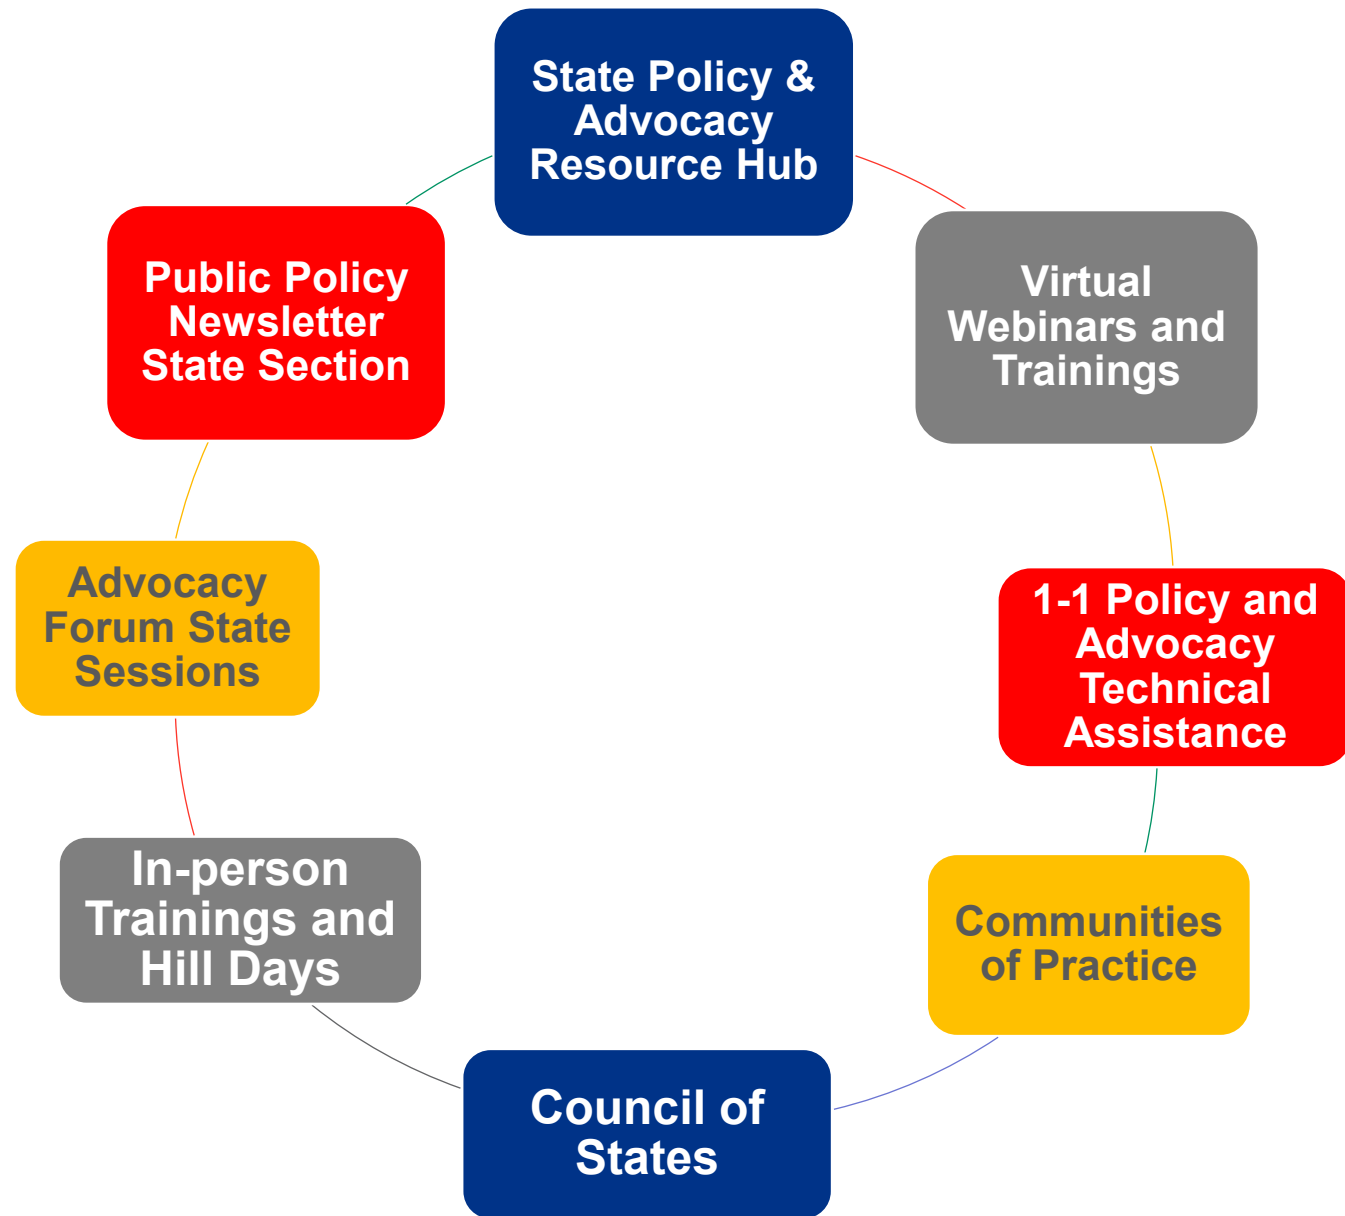 State Policy &
Advocacy
Resource Hub
Public Policy
Newsletter
State Section
Virtual
Webinars and
Trainings
Advocacy
Forum State
Sessions
1-1 Policy and
Advocacy
Technical
Assistance
In-person
Trainings and
Hill Days
Communities
of Practice
Council of
States